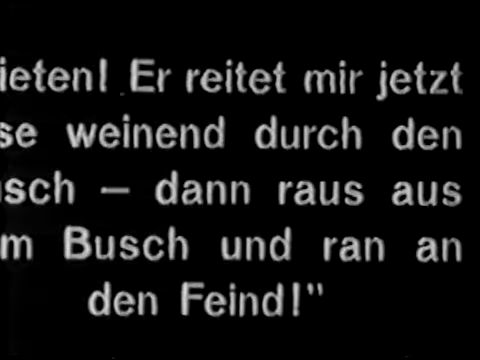 ieten! Er reitet mir jetzt
se weinend durch den
sch – dann raus aus
m Busch und ran an
den Feind!"